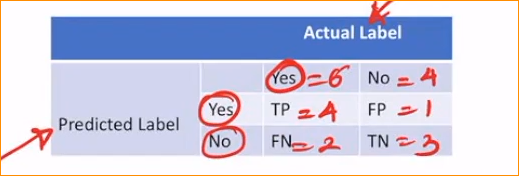 Actual Label
Yes = 6 No = 4
Predicted Label
Yes TP = 4 FP = 1
No FN = 2 TN = 3